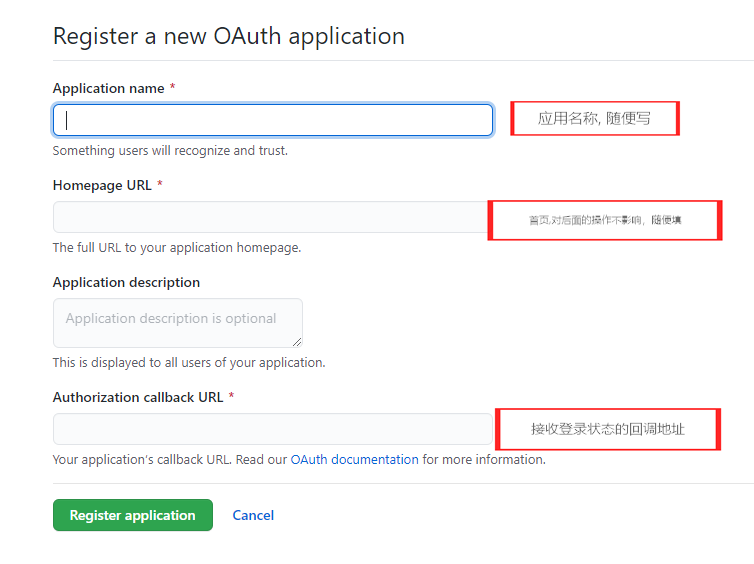 Register a new OAuth application
Application name *
应用名称, 随便写
Something users will recognize and trust.
Homepage URL *
首页,对后面的操作不影响，随便填
The full URL to your application homepage.
Application description
Application description is optional
This is displayed to all users of your application.
Authorization callback URL *
接收登录状态的回调地址
Your application's callback URL. Read our OAuth documentation for more information.
Register application Cancel